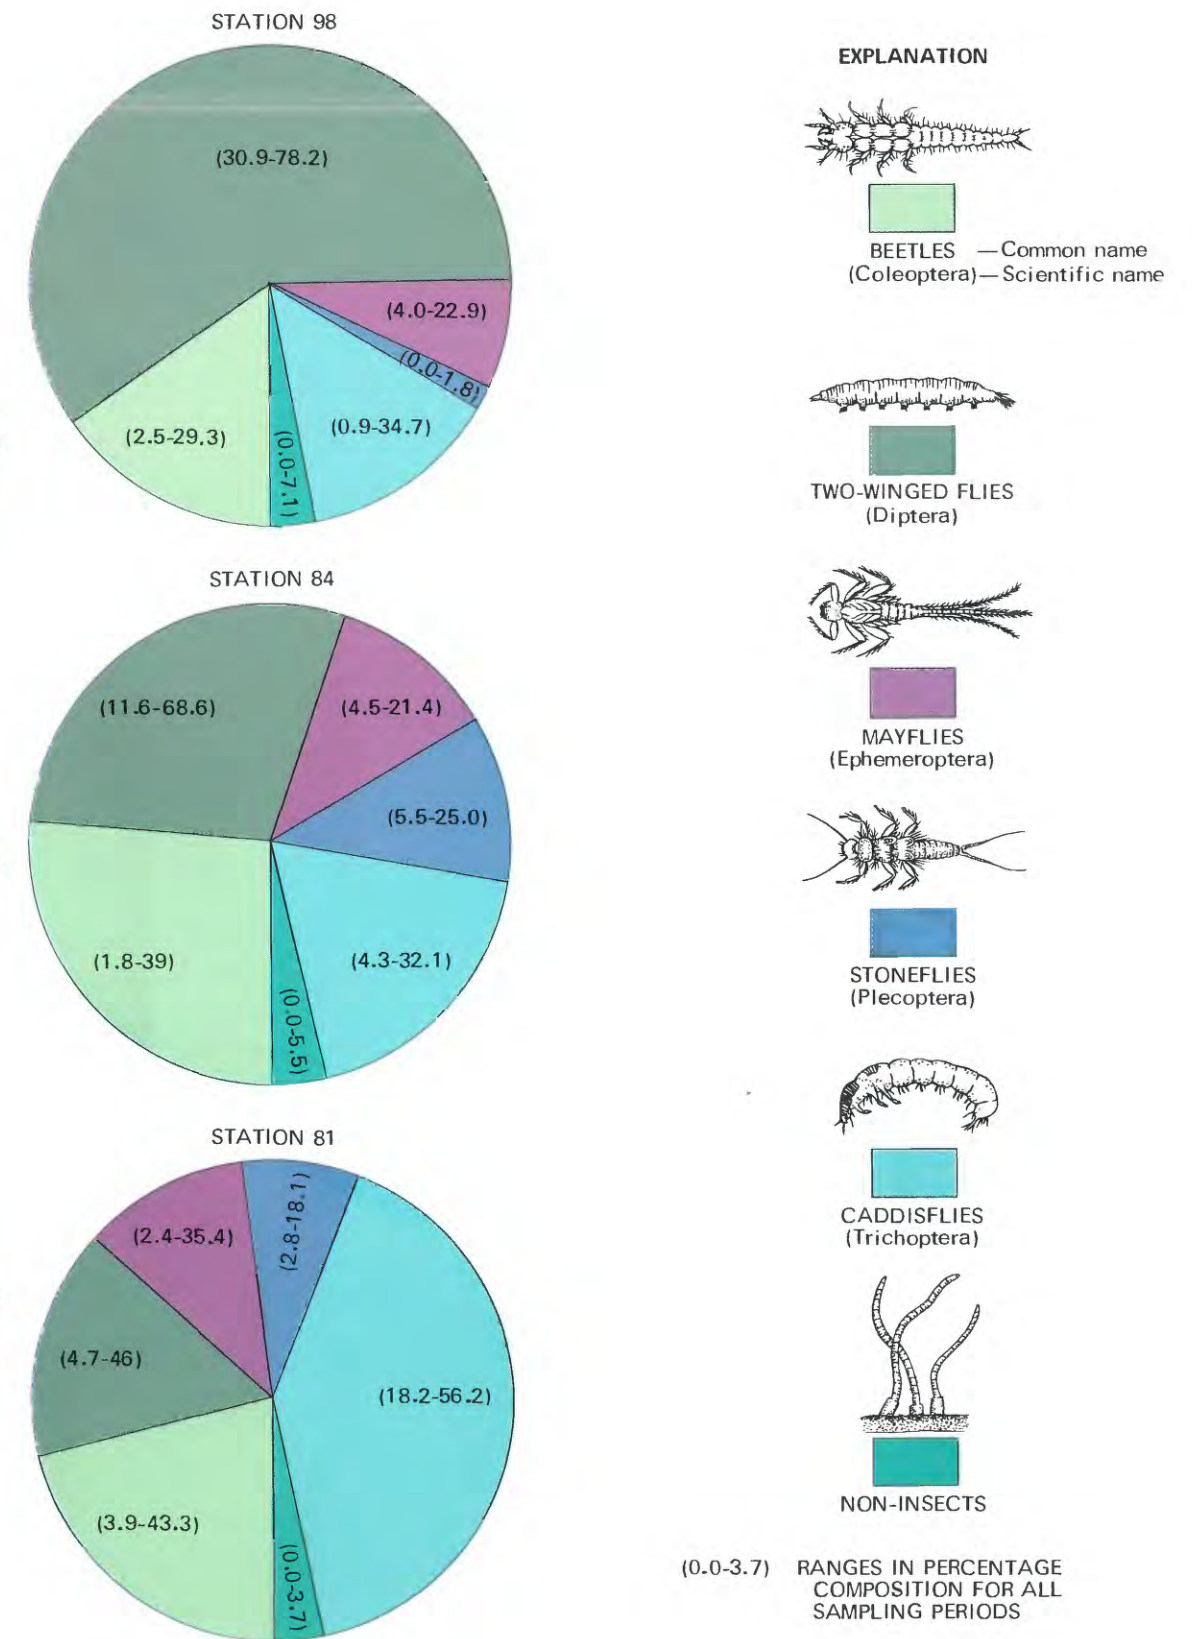 STATION 98
(30.9-78.2)
(4.0-22.9)
(0.0-1.8)
(0.9-34.7)
(0.0-7.1)
(2.5-29.3)
STATION 84
(11.6-68.6)
(4.5-21.4)
(5.5-25.0)
(4.3-32.1)
(0.0-5.5)
(1.8-39)
STATION 81
(2.4-35.4)
(2.8-18.1)
(4.7-46)
(18.2-56.2)
(3.9-43.3)
(0.0-3.7)
EXPLANATION
BEETLES —Common name
(Coleoptera)—Scientific name
TWO-WINGED FLIES
(Diptera)
MAYFLIES
(Ephemeroptera)
STONEFLIES
(Plecoptera)
CADDISFLIES
(Trichoptera)
NON-INSECTS
(0.0-3.7) RANGES IN PERCENTAGE
COMPOSITION FOR ALL
SAMPLING PERIODS